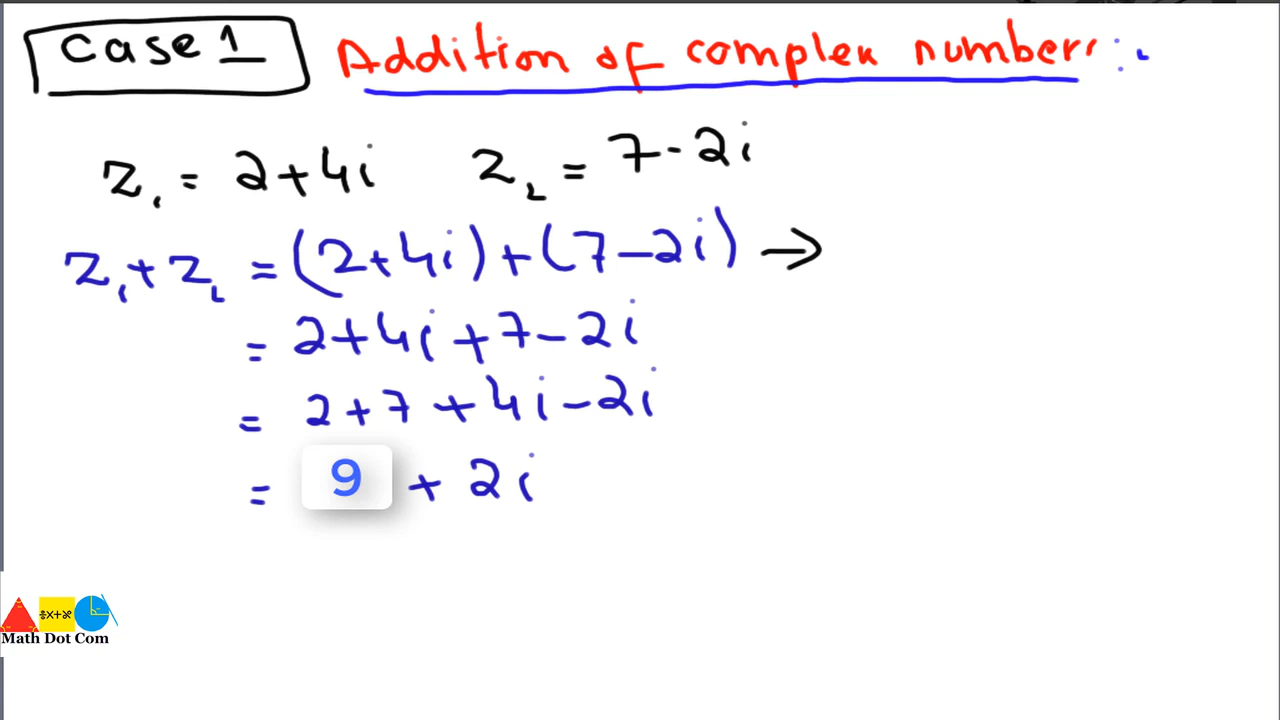 Case 1 Addition of complex numbers :
z₁ = 2+4i z₂ = 7-2i
z₁+z₂ = (2+4i)+(7-2i) →
= 2+4i+7-2i
= 2+7+4i-2i
= 9 + 2i
÷x+
Math Dot Com